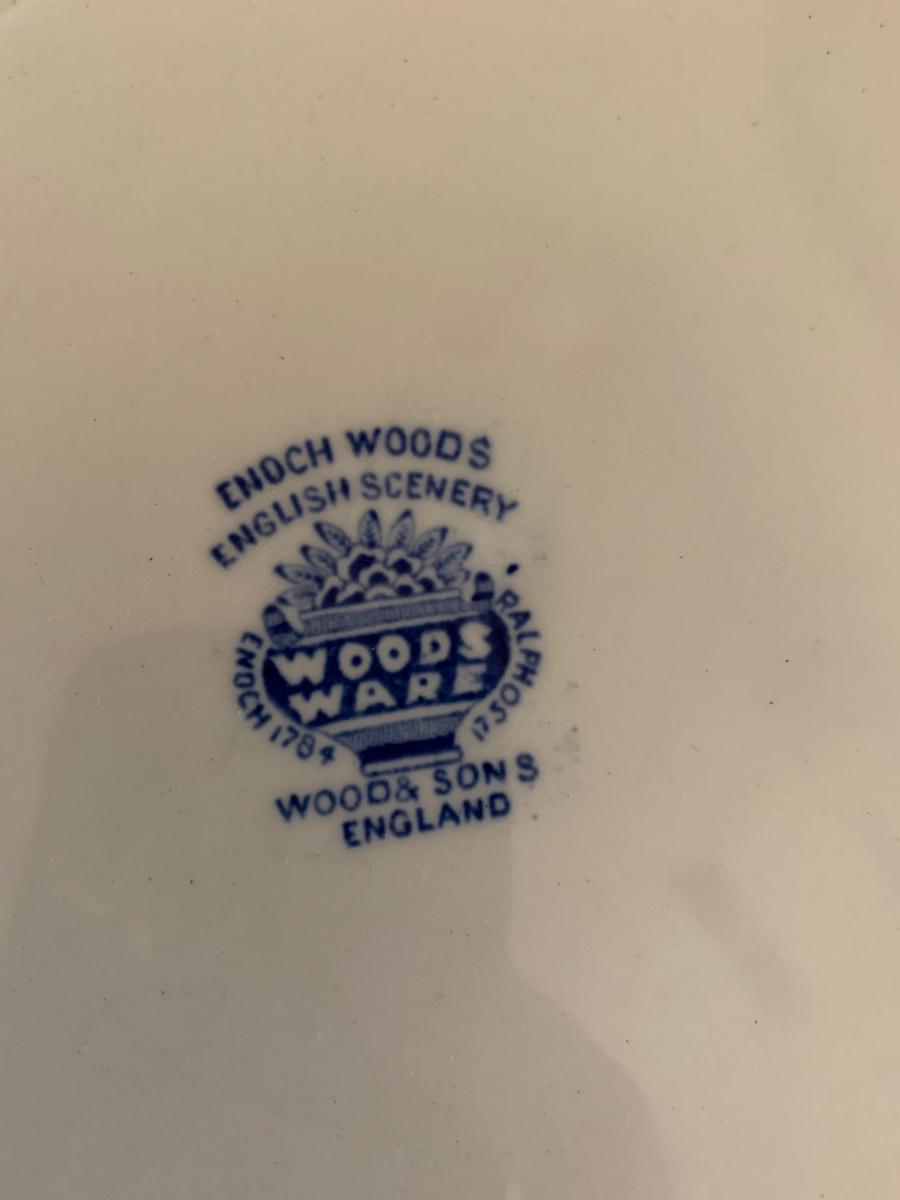 ENOCH WOODS
ENGLISH SCENERY
WOODS
WARE
ENOCH 1784
RALPH 1750
WOOD & SONS
ENGLAND